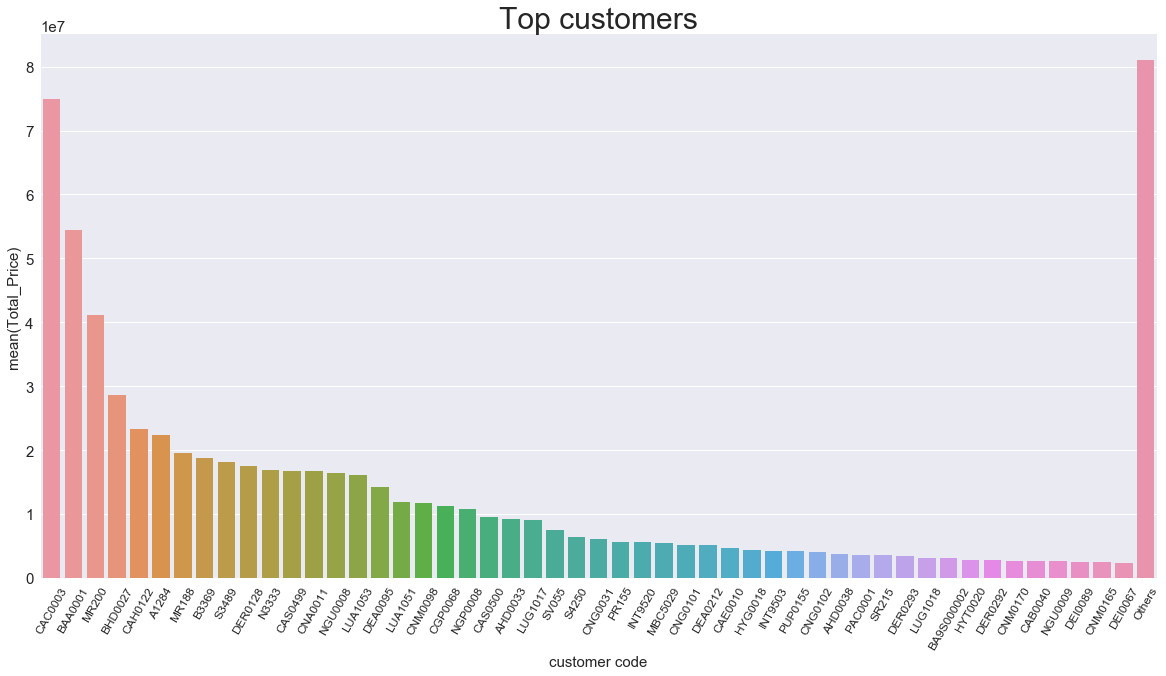 Top customers
1e7
8
7
6
5
4
3
2
1
0
mean(Total_Price)
CAC0003
BAA0001
MR200
BHD0027
CAH0122
A1284
MR188
B3369
S3489
DER0128
N3333
CAS0499
CNA0011
NGU0008
LUA1053
DEA0095
LUA1051
CNM0098
CGP0068
NGP0008
CAS0500
AHD0033
LUG1017
SV055
S4250
CNG0031
PR155
INT9520
MBC5029
CNG0101
DEA0212
CAE0010
HYG0018
INT9503
PUP0155
CNG0102
AHD0038
PAC0001
SR215
DER0293
LUG1018
BA9S00002
HYT0020
DER0292
CNM0170
CAB0040
NGU0009
DEI0089
CNM0165
DEI0067
Others
customer code